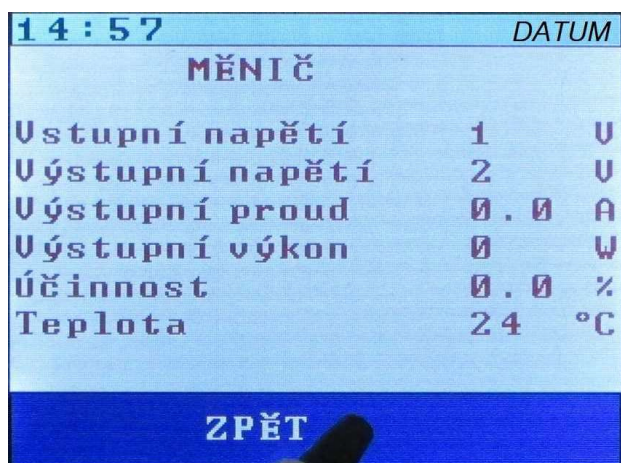 14:57 DATUM
MĚNIČ
Vstupní napětí 1 V
Výstupní napětí 2 V
Výstupní proud 0.0 A
Výstupní výkon 0 W
Účinnost 0.0 %
Teplota 24 °C
ZPĚT